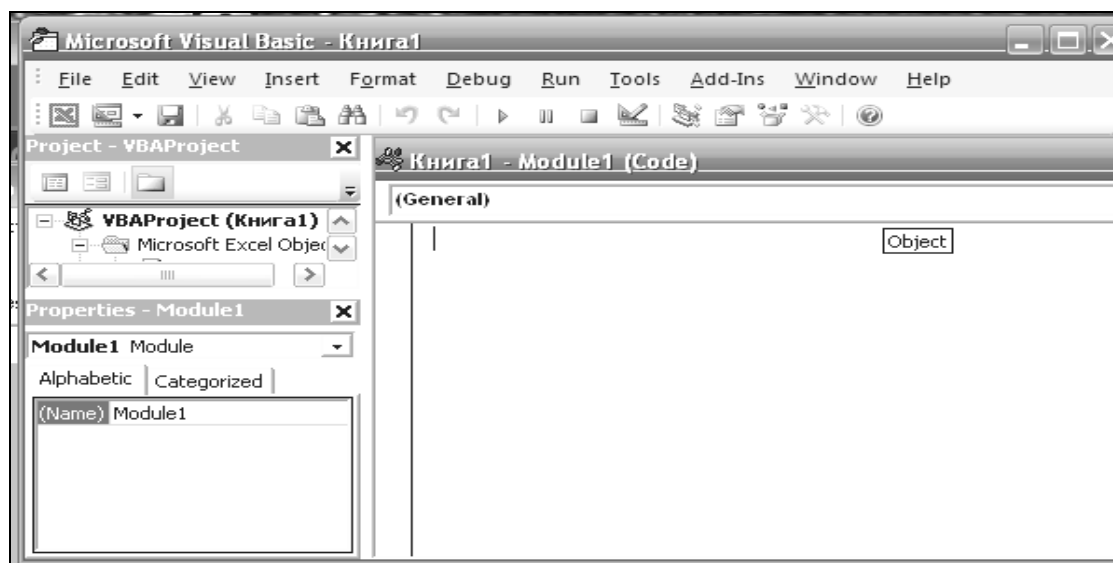 Microsoft Visual Basic - Книга1
File Edit View Insert Format Debug Run Tools Add-Ins Window Help
Project - VBAProject
VBAProject (Книга1)
Microsoft Excel Objec
Properties - Module1
Module1 Module
Alphabetic Categorized
(Name) Module1
Книга1 - Module1 (Code)
(General)
Object